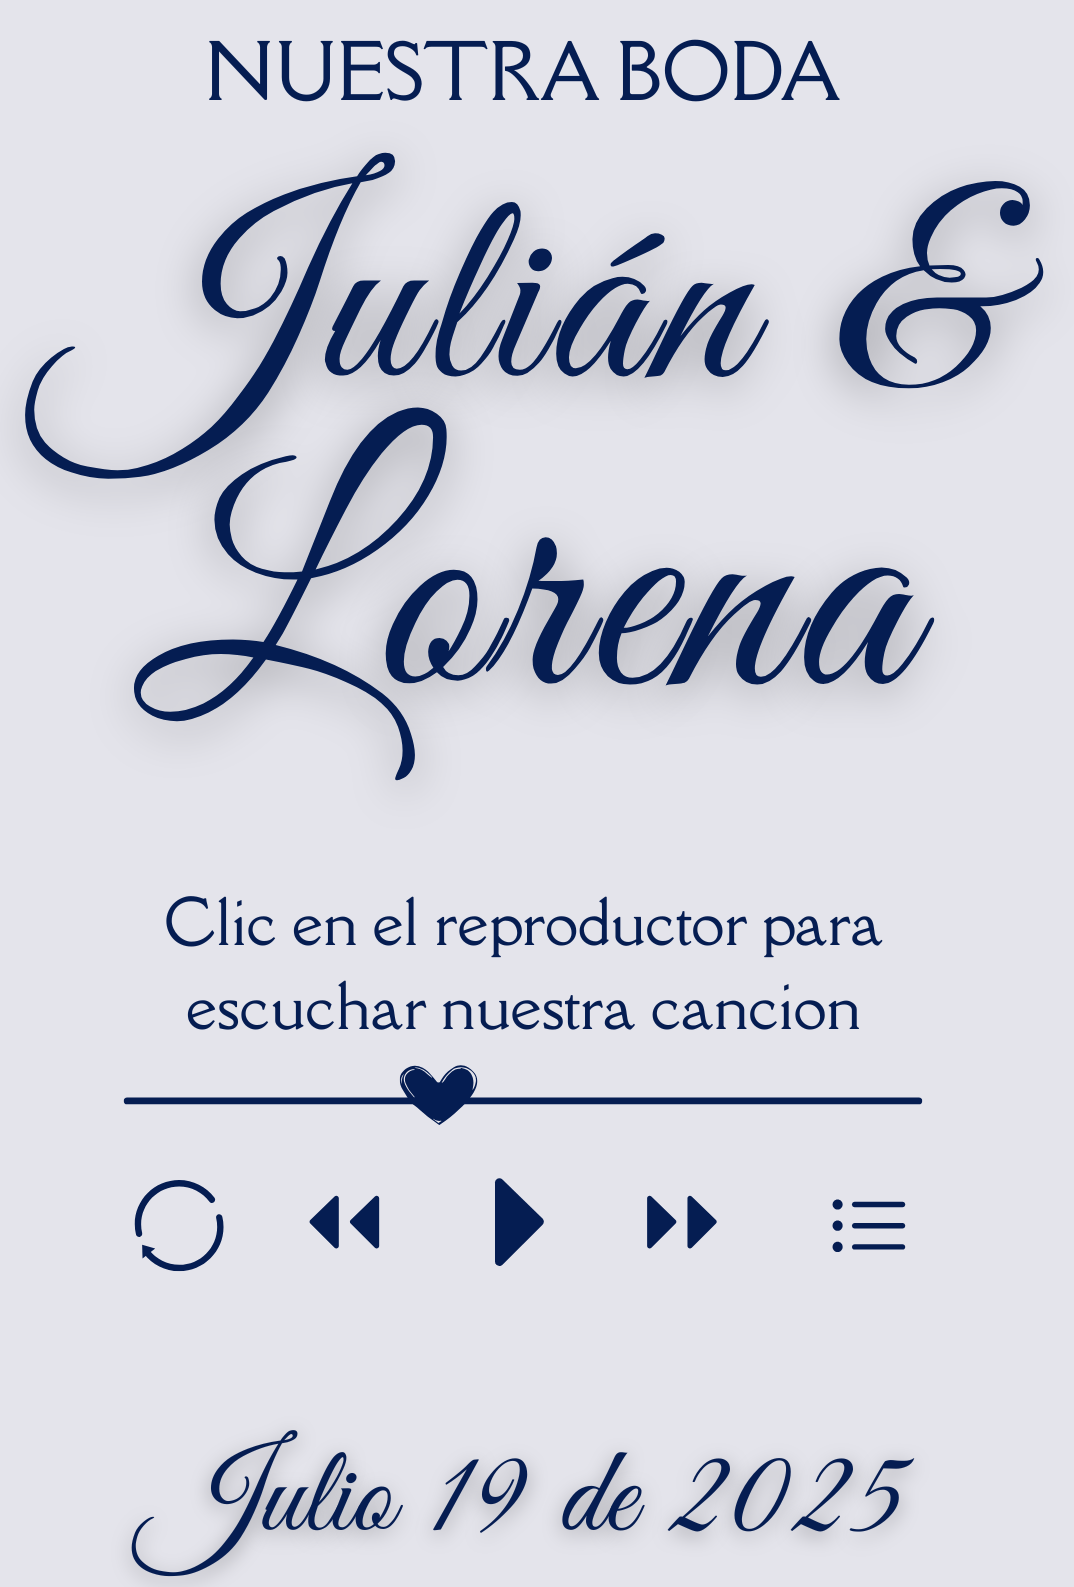 NUESTRA BODA
Julián &
Lorena
Clic en el reproductor para
escuchar nuestra cancion
Julio 19 de 2025